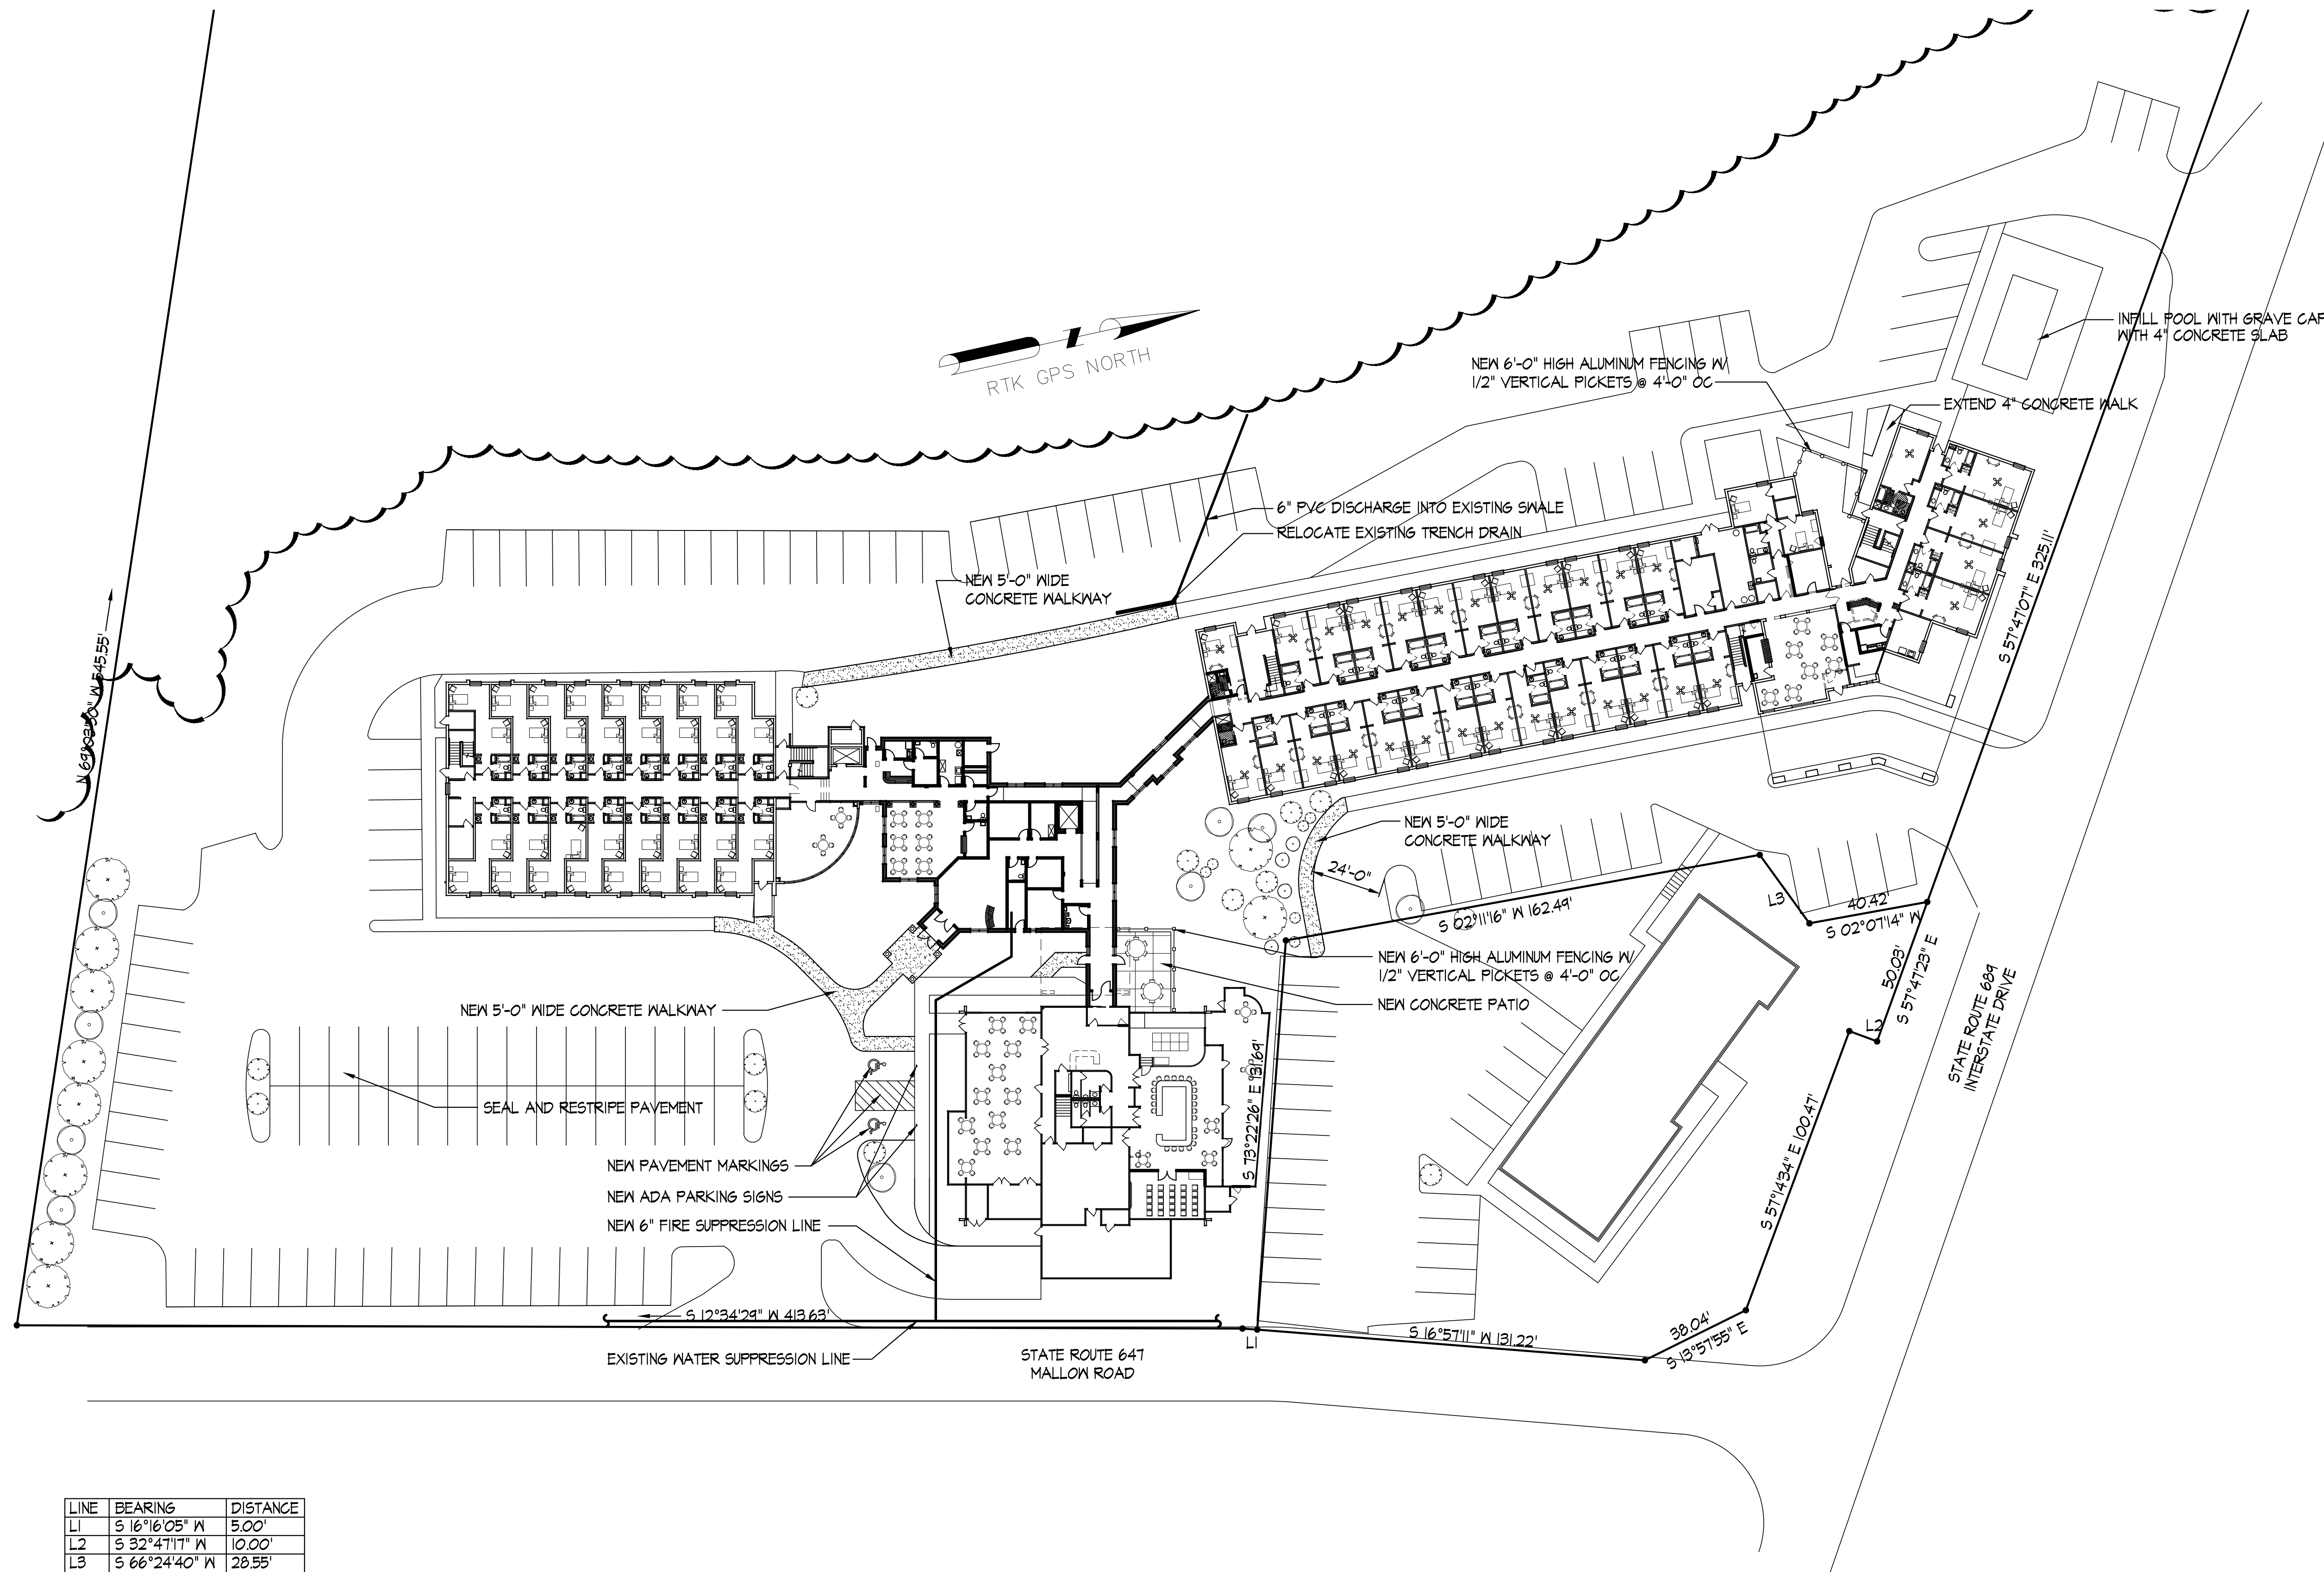 RTK GPS NORTH
INFILL POOL WITH GRAVE CAP
WITH 4" CONCRETE SLAB
NEW 6'-0" HIGH ALUMINUM FENCING W/
1/2" VERTICAL PICKETS @ 4'-0" OC
EXTEND 4" CONCRETE WALK
6" PVC DISCHARGE INTO EXISTING SWALE
RELOCATE EXISTING TRENCH DRAIN
NEW 5'-0" WIDE
CONCRETE WALKWAY
S 57°47'07" E 325.11'
N 69°03'30" W 545.55'
NEW 5'-0" WIDE
CONCRETE WALKWAY
24'-0"
S 02°11'16" W 162.49'
L3
40.42'
S 02°07'14" W
50.03'
S 57°47'23" E
NEW 6'-0" HIGH ALUMINUM FENCING W/
1/2" VERTICAL PICKETS @ 4'-0" OC
NEW CONCRETE PATIO
NEW 5'-0" WIDE CONCRETE WALKWAY
L2
STATE ROUTE 689
INTERSTATE DRIVE
S 73°22'26" E 131.69'
SEAL AND RESTRIPE PAVEMENT
S 57°14'34" E 100.47'
NEW PAVEMENT MARKINGS
NEW ADA PARKING SIGNS
NEW 6" FIRE SUPPRESSION LINE
S 12°34'29" W 413.63'
L1
S 16°57'11" W 131.22'
38.04'
S 13°57'55" E
EXISTING WATER SUPPRESSION LINE
STATE ROUTE 647
MALLOW ROAD
LINE BEARING DISTANCE
L1 S 16°16'05" W 5.00'
L2 S 32°47'17" W 10.00'
L3 S 66°24'40" W 28.55'